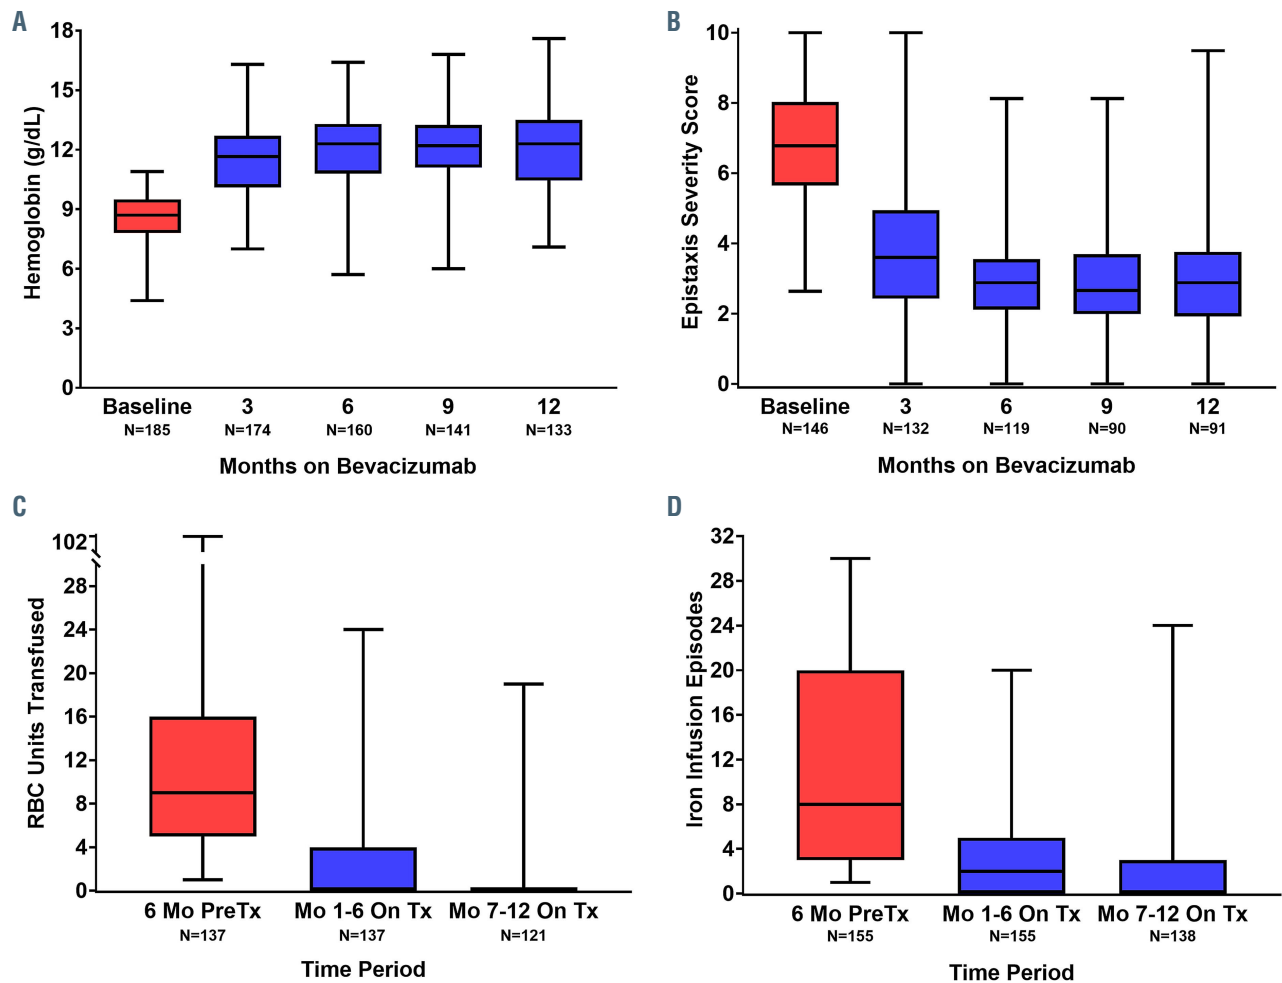 A
Hemoglobin (g/dL)
18
15
12
9
6
3
0
Baseline 3 6 9 12
N=185 N=174 N=160 N=141 N=133
Months on Bevacizumab
B
Epistaxis Severity Score
10
8
6
4
2
0
Baseline 3 6 9 12
N=146 N=132 N=119 N=90 N=91
Months on Bevacizumab
C
RBC Units Transfused
102
28
24
20
16
12
8
4
0
6 Mo PreTx Mo 1-6 On Tx Mo 7-12 On Tx
N=137 N=137 N=121
Time Period
D
Iron Infusion Episodes
32
28
24
20
16
12
8
4
0
6 Mo PreTx Mo 1-6 On Tx Mo 7-12 On Tx
N=155 N=155 N=138
Time Period